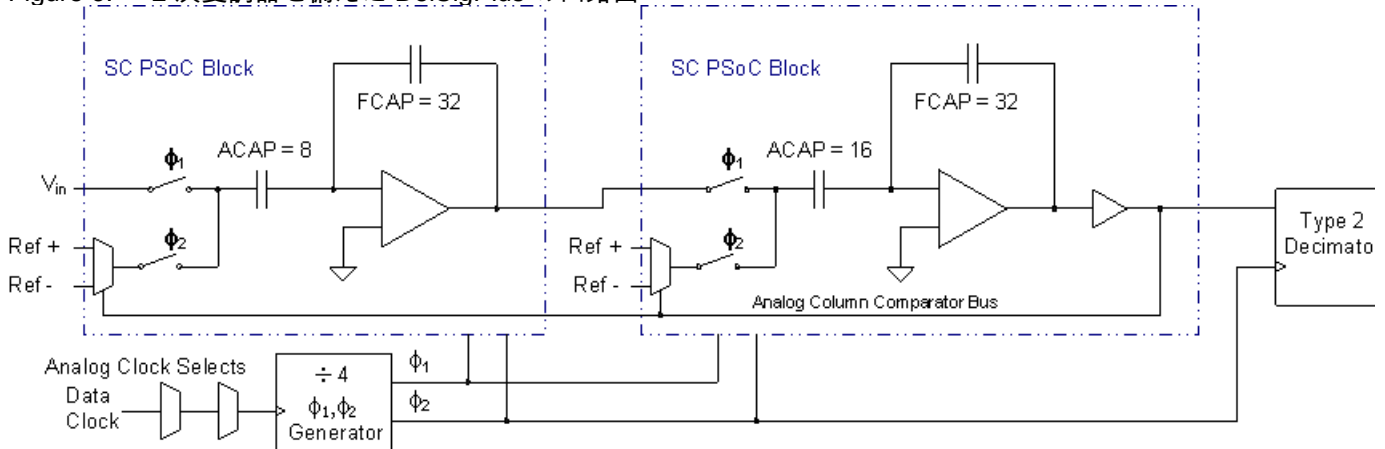 SC PSoC Block
SC PSoC Block
FCAP = 32
FCAP = 32
ϕ1
ACAP = 8
ϕ1
ACAP = 16
Vin
ϕ2
ϕ2
Ref +
Ref -
Ref +
Ref -
Type 2
Decimato
Analog Column Comparator Bus
Analog Clock Selects
Data
Clock
÷ 4
ϕ1,ϕ2
Generator
ϕ1
ϕ2